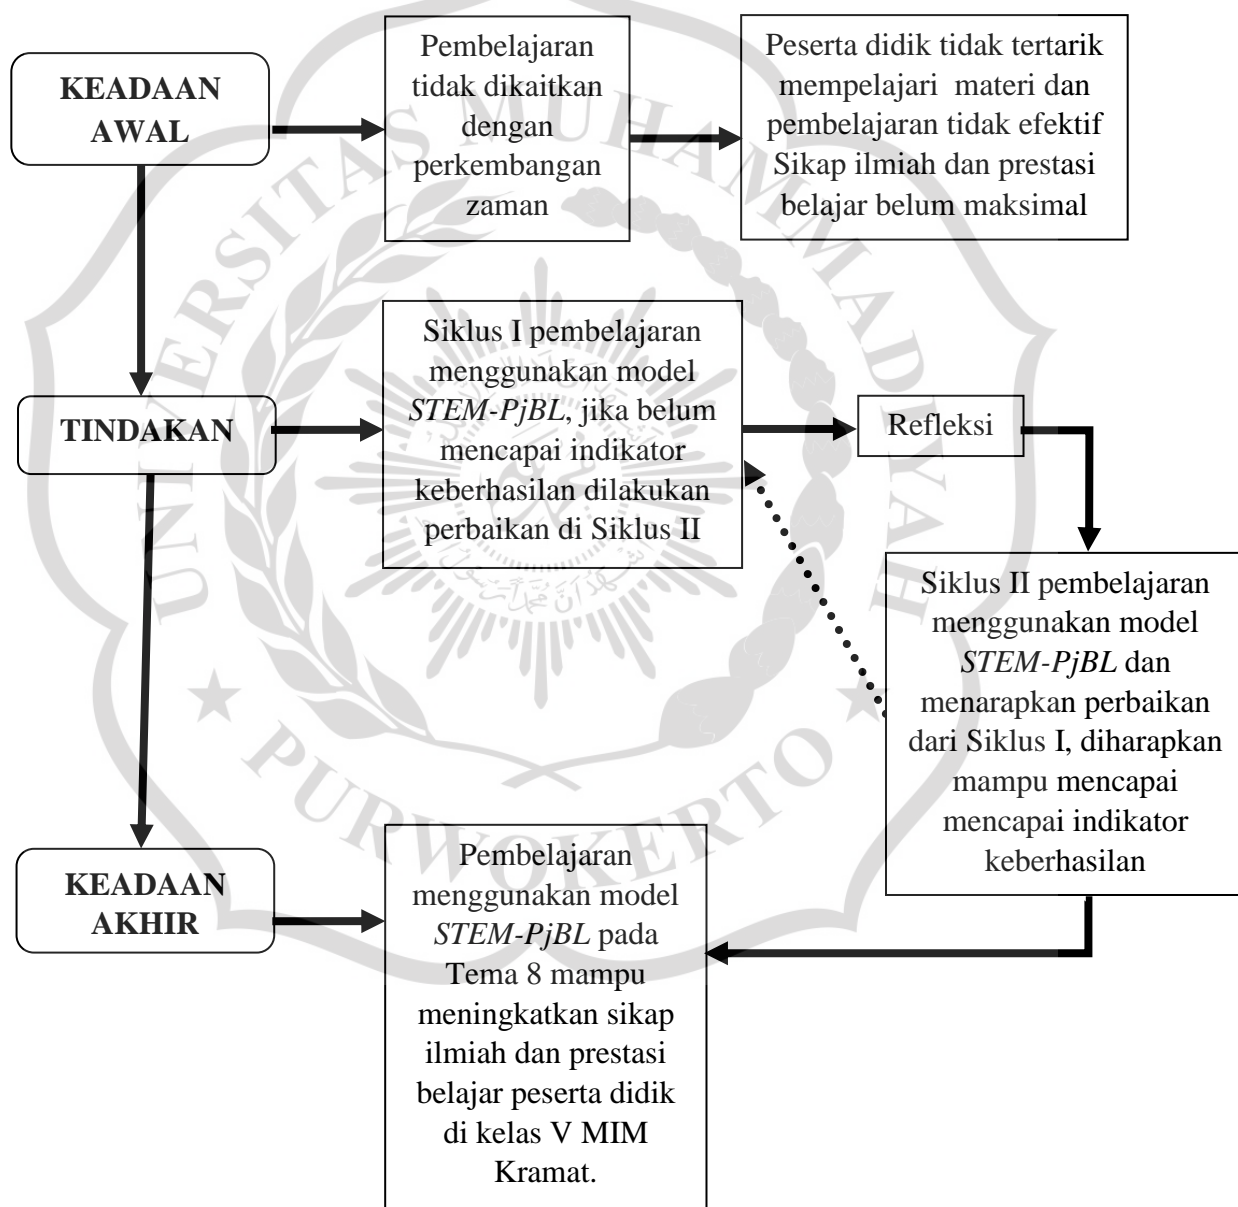 KEADAAN
AWAL
Pembelajaran
tidak dikaitkan
dengan
perkembangan
zaman
Peserta didik tidak tertarik
mempelajari materi dan
pembelajaran tidak efektif
Sikap ilmiah dan prestasi
belajar belum maksimal
TINDAKAN
Siklus I pembelajaran
menggunakan model
STEM-PjBL, jika belum
mencapai indikator
keberhasilan dilakukan
perbaikan di Siklus II
Refleksi
Siklus II pembelajaran
menggunakan model
STEM-PjBL dan
menarapkan perbaikan
dari Siklus I, diharapkan
mampu mencapai
mencapai indikator
keberhasilan
KEADAAN
AKHIR
Pembelajaran
menggunakan model
STEM-PjBL pada
Tema 8 mampu
meningkatkan sikap
ilmiah dan prestasi
belajar peserta didik
di kelas V MIM
Kramat.
UNIVERSITAS MUHAMMADIYAH
PURWOKERTO